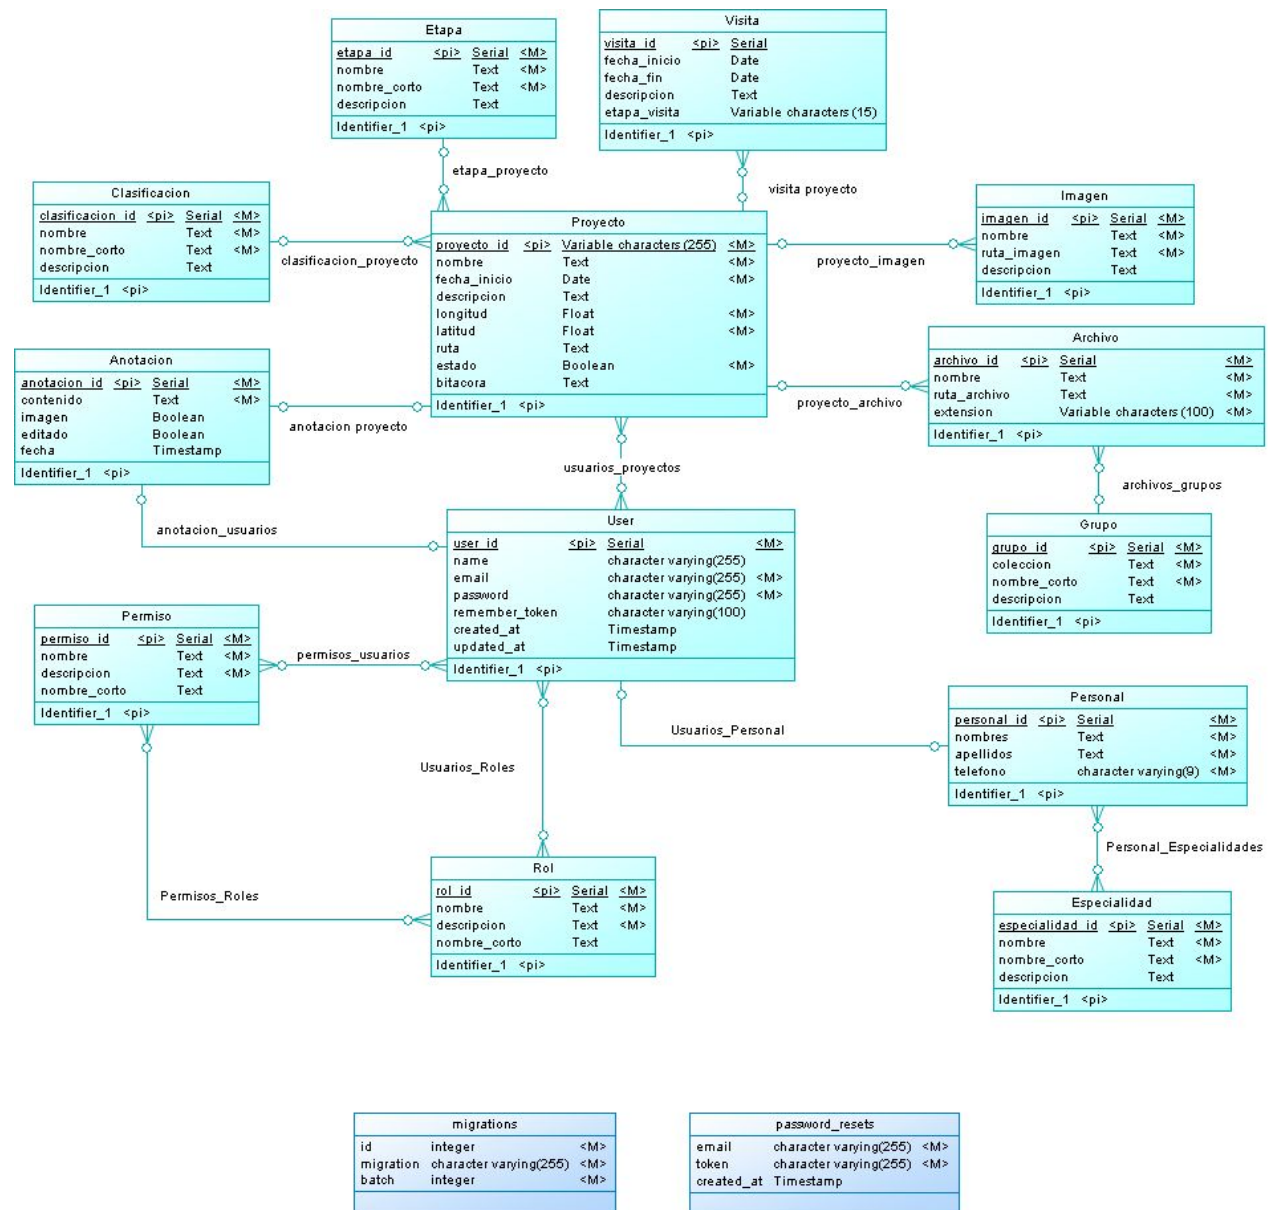 Etapa
etapa_id <pi> Serial <M>
nombre Text <M>
nombre_corto Text <M>
descripcion Text
Identifier_1 <pi>
Visita
visita_id <pi> Serial
fecha_inicio Date
fecha_fin Date
descripcion Text
etapa_visita Variable characters (15)
Identifier_1 <pi>
etapa_proyecto
visita proyecto
Clasificacion
clasificacion_id <pi> Serial <M>
nombre Text <M>
nombre_corto Text <M>
descripcion Text
Identifier_1 <pi>
clasificacion_proyecto
Proyecto
proyecto_id <pi> Variable characters (255) <M>
nombre Text <M>
fecha_inicio Date <M>
descripcion Text
longitud Float <M>
latitud Float <M>
ruta Text
estado Boolean <M>
bitacora Text
Identifier_1 <pi>
proyecto_imagen
Imagen
imagen_id <pi> Serial <M>
nombre Text <M>
ruta_imagen Text <M>
descripcion Text
Identifier_1 <pi>
Anotacion
anotacion_id <pi> Serial <M>
contenido Text <M>
imagen Boolean
editado Boolean
fecha Timestamp
Identifier_1 <pi>
anotacion proyecto
proyecto_archivo
Archivo
archivo_id <pi> Serial <M>
nombre Text <M>
ruta_archivo Text <M>
extension Variable characters (100) <M>
Identifier_1 <pi>
usuarios_proyectos
archivos_grupos
anotacion_usuarios
User
user_id <pi> Serial <M>
name character varying(255)
email character varying(255) <M>
password character varying(255) <M>
remember_token character varying(100)
created_at Timestamp
updated_at Timestamp
Identifier_1 <pi>
Grupo
grupo_id <pi> Serial <M>
coleccion Text <M>
nombre_corto Text <M>
descripcion Text
Identifier_1 <pi>
Permiso
permiso_id <pi> Serial <M>
nombre Text <M>
descripcion Text <M>
nombre_corto Text
Identifier_1 <pi>
permisos_usuarios
Usuarios_Personal
Personal
personal_id <pi> Serial <M>
nombres Text <M>
apellidos Text <M>
telefono character varying(9) <M>
Identifier_1 <pi>
Usuarios_Roles
Personal_Especialidades
Permisos_Roles
Rol
rol_id <pi> Serial <M>
nombre Text <M>
descripcion Text <M>
nombre_corto Text
Identifier_1 <pi>
Especialidad
especialidad_id <pi> Serial <M>
nombre Text <M>
nombre_corto Text <M>
descripcion Text
Identifier_1 <pi>
migrations
id integer <M>
migration character varying(255) <M>
batch integer <M>
password_resets
email character varying(255) <M>
token character varying(255) <M>
created_at Timestamp